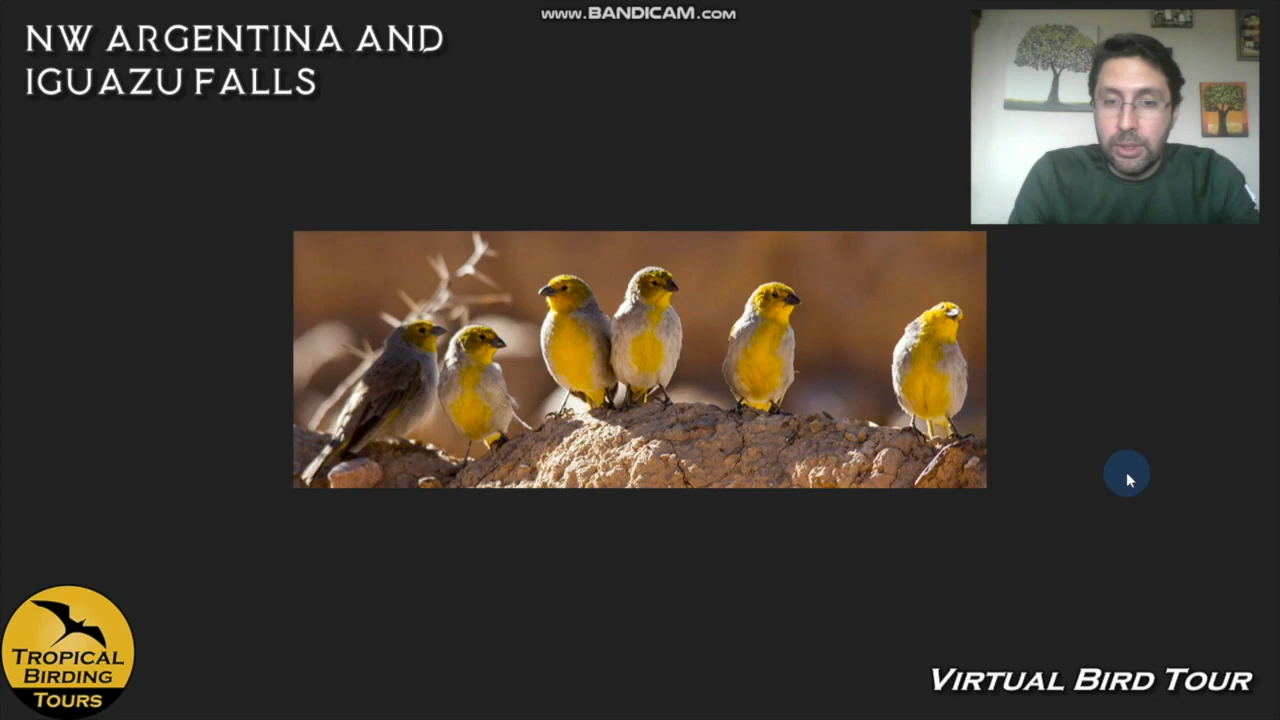 www.BANDICAM.com
NW ARGENTINA AND
IGUAZU FALLS
TROPICAL
BIRDING
TOURS
VIRTUAL BIRD TOUR